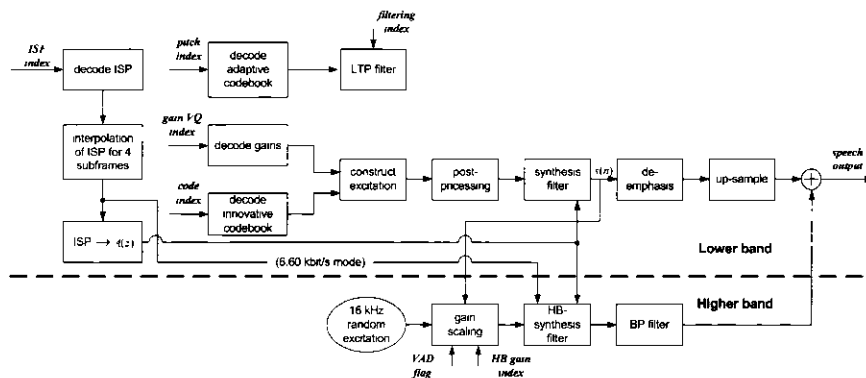 filtering
index
ISF
index
decode ISP
pitch
index
decode
adaptive
codebook
LTP filter
interpolation
of ISP for 4
subframes
gain VQ
index
decode gains
construct
excitation
post-
processing
synthesis
filter
s(n)
de-
emphasis
up-sample
speech
output
code
index
decode
innovative
codebook
ISP → A(z)
(6.60 kbit/s mode)
Lower band
Higher band
16 kHz
random
excitation
gain
scaling
HB-
synthesis
filter
BP filter
VAD
flag
HB gain
index